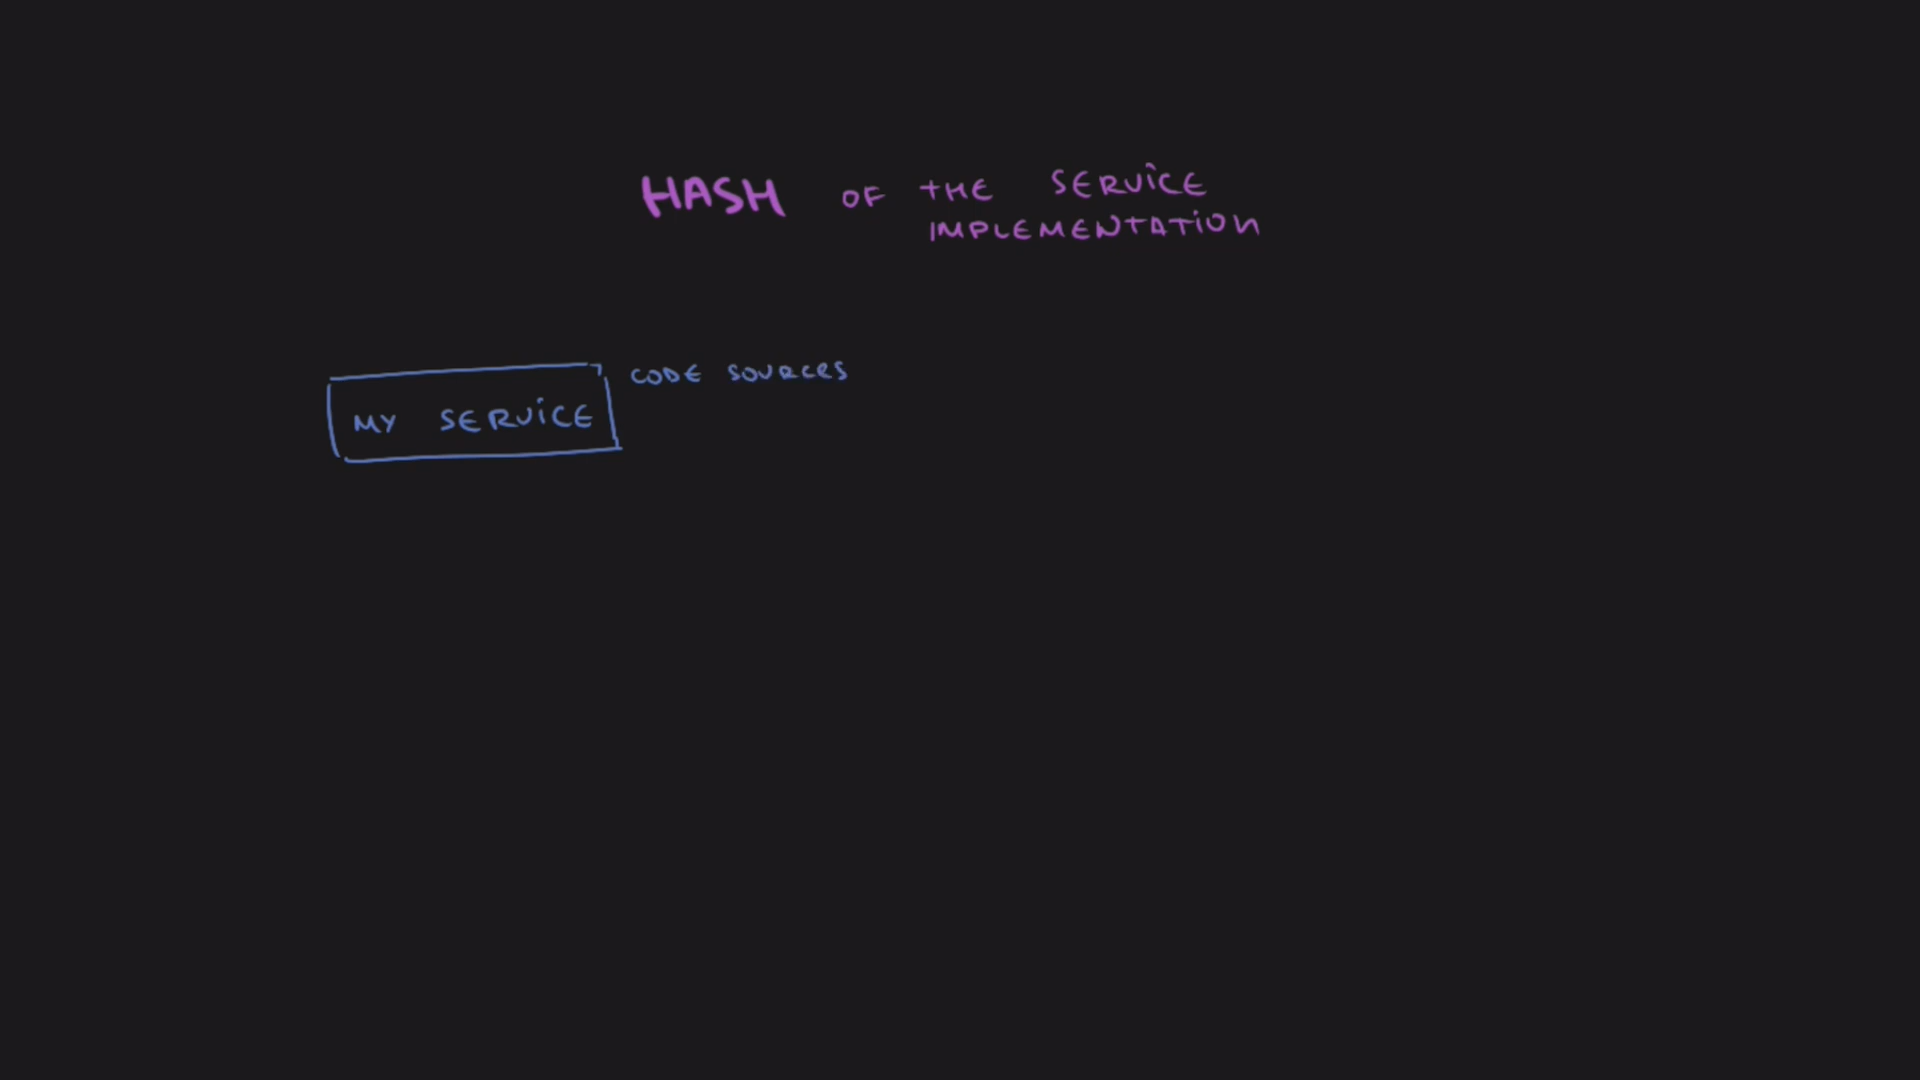 HASH OF THE SERVICE
IMPLEMENTATION
CODE SOURCES
MY SERVICE